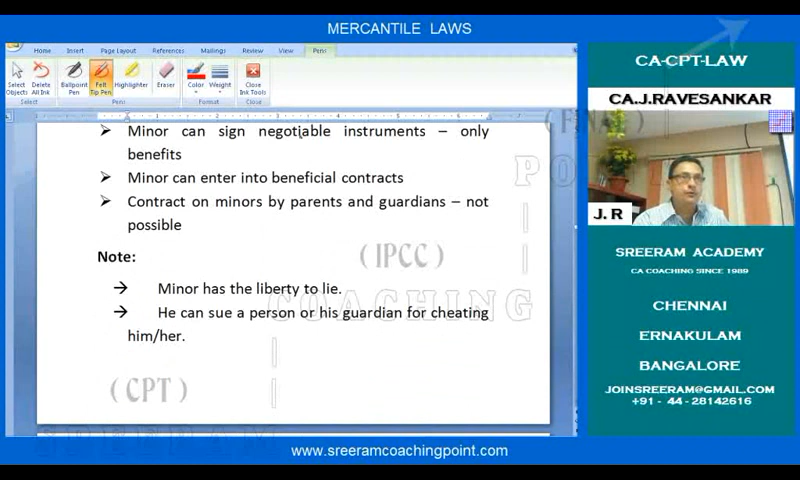 MERCANTILE LAWS
Home Insert Page Layout References Mailings Review View Pens
Select Objects Delete All Ink Ballpoint Pen Felt Tip Pen Highlighter Eraser Color Weight Close Ink Tools
Select Pens Format Close
Minor can sign negotiable instruments – only
benefits
Minor can enter into beneficial contracts
Contract on minors by parents and guardians – not
possible
Note:
Minor has the liberty to lie.
He can sue a person or his guardian for cheating
him/her.
(FINAL)
PO
(IPCC)
COACHING
(CPT)
SREERAM
CA-CPT-LAW
CA.J.RAVESANKAR
J. R
SREERAM ACADEMY
CA COACHING SINCE 1989
CHENNAI
ERNAKULAM
BANGALORE
JOINSREERAM@GMAIL.COM
+91 - 44-28142616
www.sreeramcoachingpoint.com